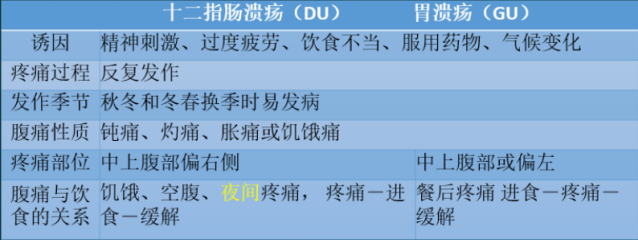 十二指肠溃疡（DU） 胃溃疡（GU）
诱因 精神刺激、过度疲劳、饮食不当、服用药物、气候变化
疼痛过程 反复发作
发作季节 秋冬和冬春换季时易发病
腹痛性质 钝痛、灼痛、胀痛或饥饿痛
疼痛部位 中上腹部偏右侧 中上腹部或偏左
腹痛与饮 饥饿、空腹、夜间疼痛， 疼痛－进 餐后疼痛 进食－疼痛－
食的关系 食－缓解 缓解